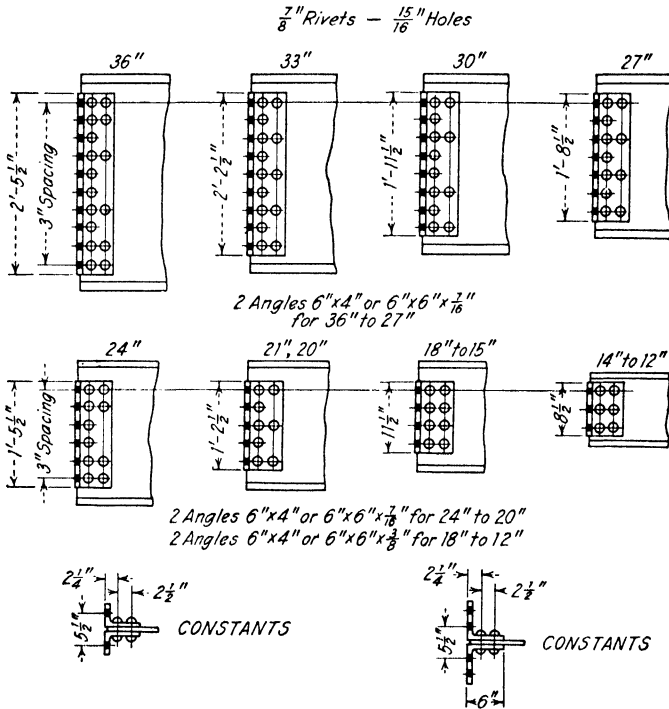 7/8" Rivets — 15/16" Holes
36" 33" 30" 27"
2'-5 1/2" 3" Spacing 2'-2 1/2" 1'-11 1/2" 1'-8 1/2"
2 Angles 6"x4" or 6"x6"x 7/16"
for 36" to 27"
24" 21", 20" 18" to 15" 14" to 12"
1'-5 1/2" 3" Spacing 1'-2 1/2" 11 1/2" 8 1/2"
2 Angles 6"x4" or 6"x6"x 7/16" for 24" to 20"
2 Angles 6"x4" or 6"x6"x 3/8" for 18" to 12"
2 1/4" 2 1/2" 2 1/4" 2 1/2"
5 1/2" CONSTANTS 5 1/2" CONSTANTS
6"